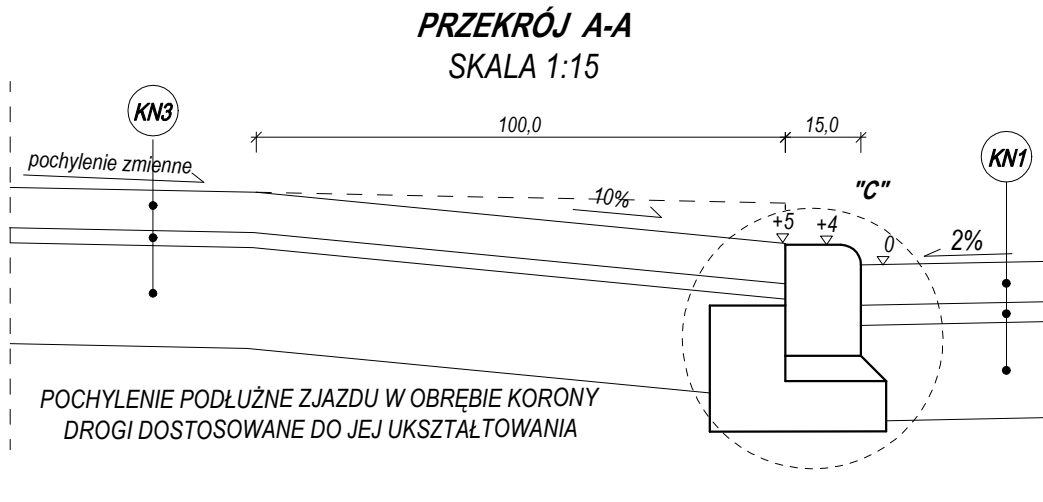 PRZEKRÓJ A-A
SKALA 1:15
KN3
100,0
15,0
KN1
pochylenie zmienne
10%
"C"
+5
+4
0
2%
POCHYLENIE PODŁUŻNE ZJAZDU W OBRĘBIE KORONY
DROGI DOSTOSOWANE DO JEJ UKSZTAŁTOWANIA